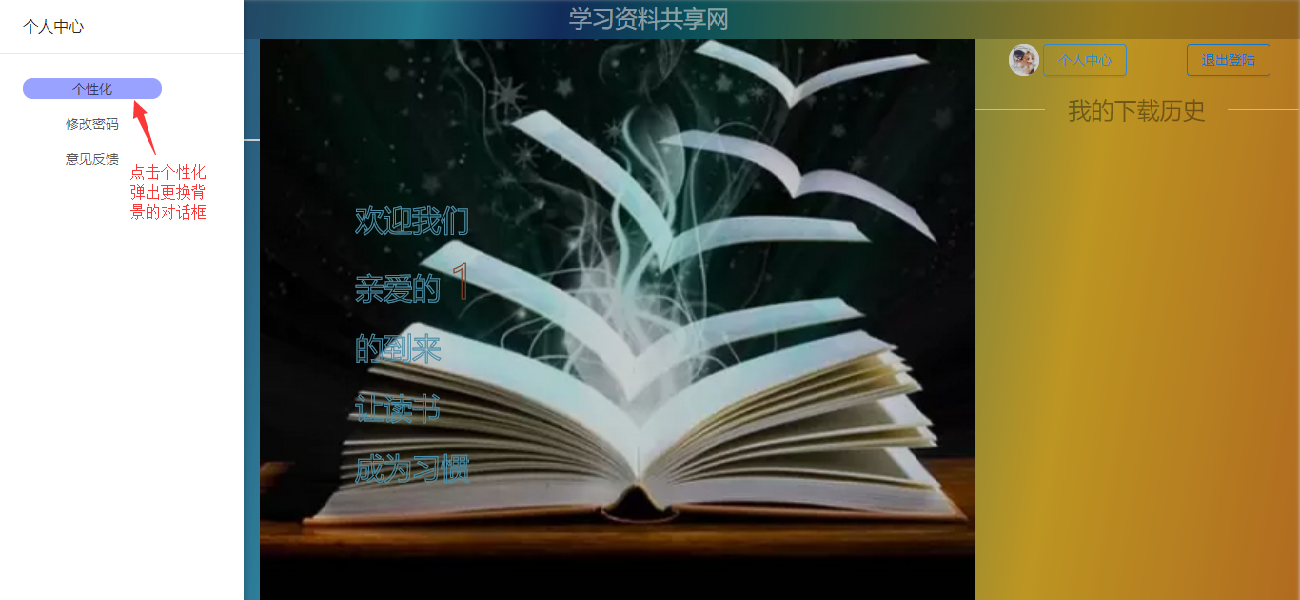 个人中心
学习资料共享网
个人中心
退出登陆
个性化
修改密码
意见反馈
点击个性化
弹出更换背
景的对话框
我的下载历史
欢迎我们
亲爱的 1
的到来
让读书
成为习惯